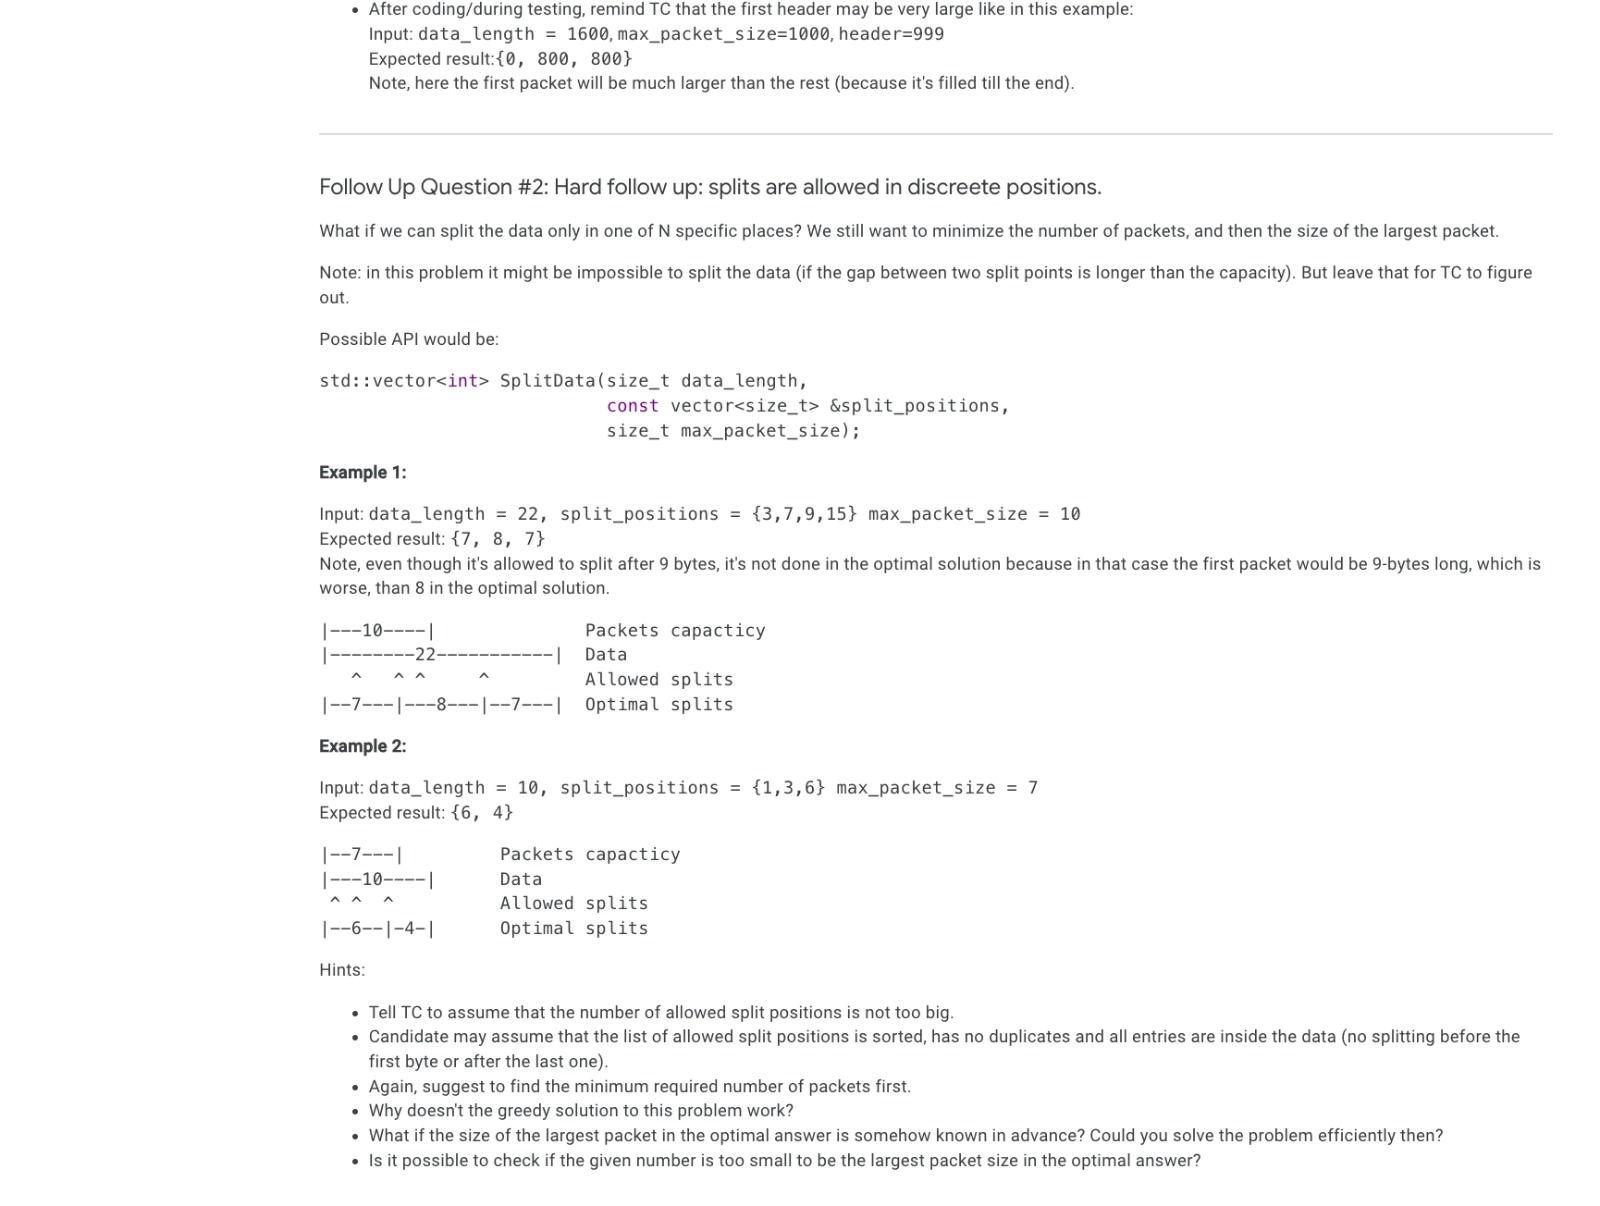 • After coding/during testing, remind TC that the first header may be very large like in this example:
Input: data_length = 1600, max_packet_size=1000, header=999
Expected result:{0, 800, 800}
Note, here the first packet will be much larger than the rest (because it's filled till the end).
Follow Up Question #2: Hard follow up: splits are allowed in discreete positions.
What if we can split the data only in one of N specific places? We still want to minimize the number of packets, and then the size of the largest packet.
Note: in this problem it might be impossible to split the data (if the gap between two split points is longer than the capacity). But leave that for TC to figure
out.
Possible API would be:
std::vector<int> SplitData(size_t data_length,
                           const vector<size_t> &split_positions,
                           size_t max_packet_size);
Example 1:
Input: data_length = 22, split_positions = {3,7,9,15} max_packet_size = 10
Expected result: {7, 8, 7}
Note, even though it's allowed to split after 9 bytes, it's not done in the optimal solution because in that case the first packet would be 9-bytes long, which is
worse, than 8 in the optimal solution.
|---10----|              Packets capacticy
|--------22-----------|  Data
   ^   ^ ^     ^         Allowed splits
|--7---|---8---|--7---|  Optimal splits
Example 2:
Input: data_length = 10, split_positions = {1,3,6} max_packet_size = 7
Expected result: {6, 4}
|--7---|         Packets capacticy
|---10----|      Data
 ^ ^  ^          Allowed splits
|--6--|-4-|      Optimal splits
Hints:
• Tell TC to assume that the number of allowed split positions is not too big.
• Candidate may assume that the list of allowed split positions is sorted, has no duplicates and all entries are inside the data (no splitting before the
first byte or after the last one).
• Again, suggest to find the minimum required number of packets first.
• Why doesn't the greedy solution to this problem work?
• What if the size of the largest packet in the optimal answer is somehow known in advance? Could you solve the problem efficiently then?
• Is it possible to check if the given number is too small to be the largest packet size in the optimal answer?